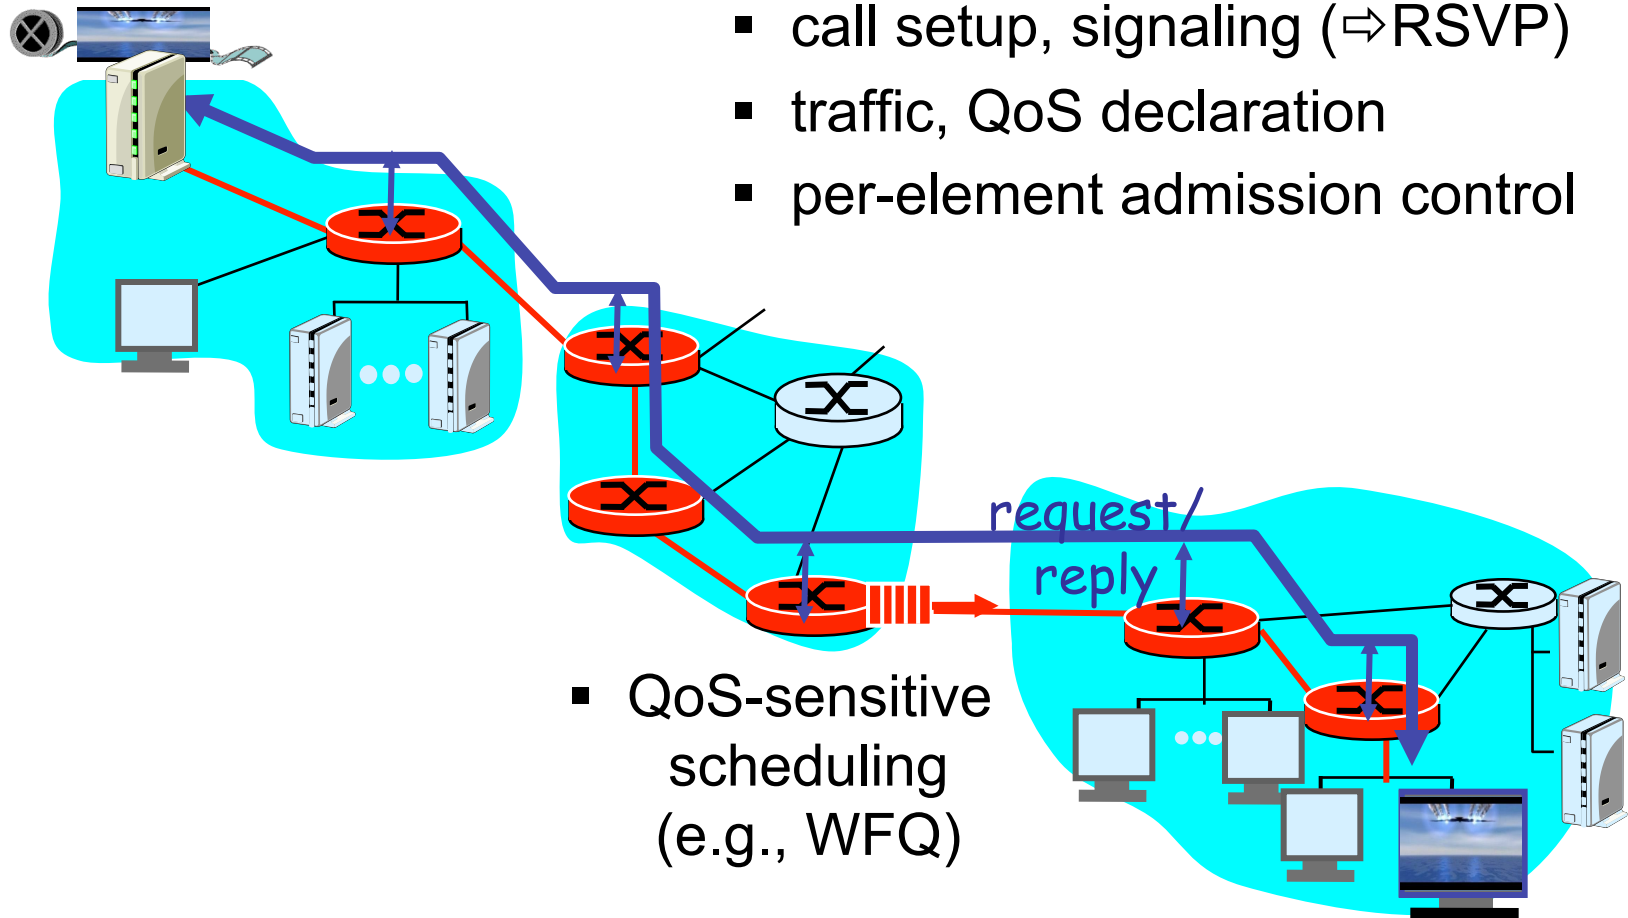 ▪ call setup, signaling (⇨RSVP)
▪ traffic, QoS declaration
▪ per-element admission control
request/
reply
▪ QoS-sensitive
scheduling
(e.g., WFQ)